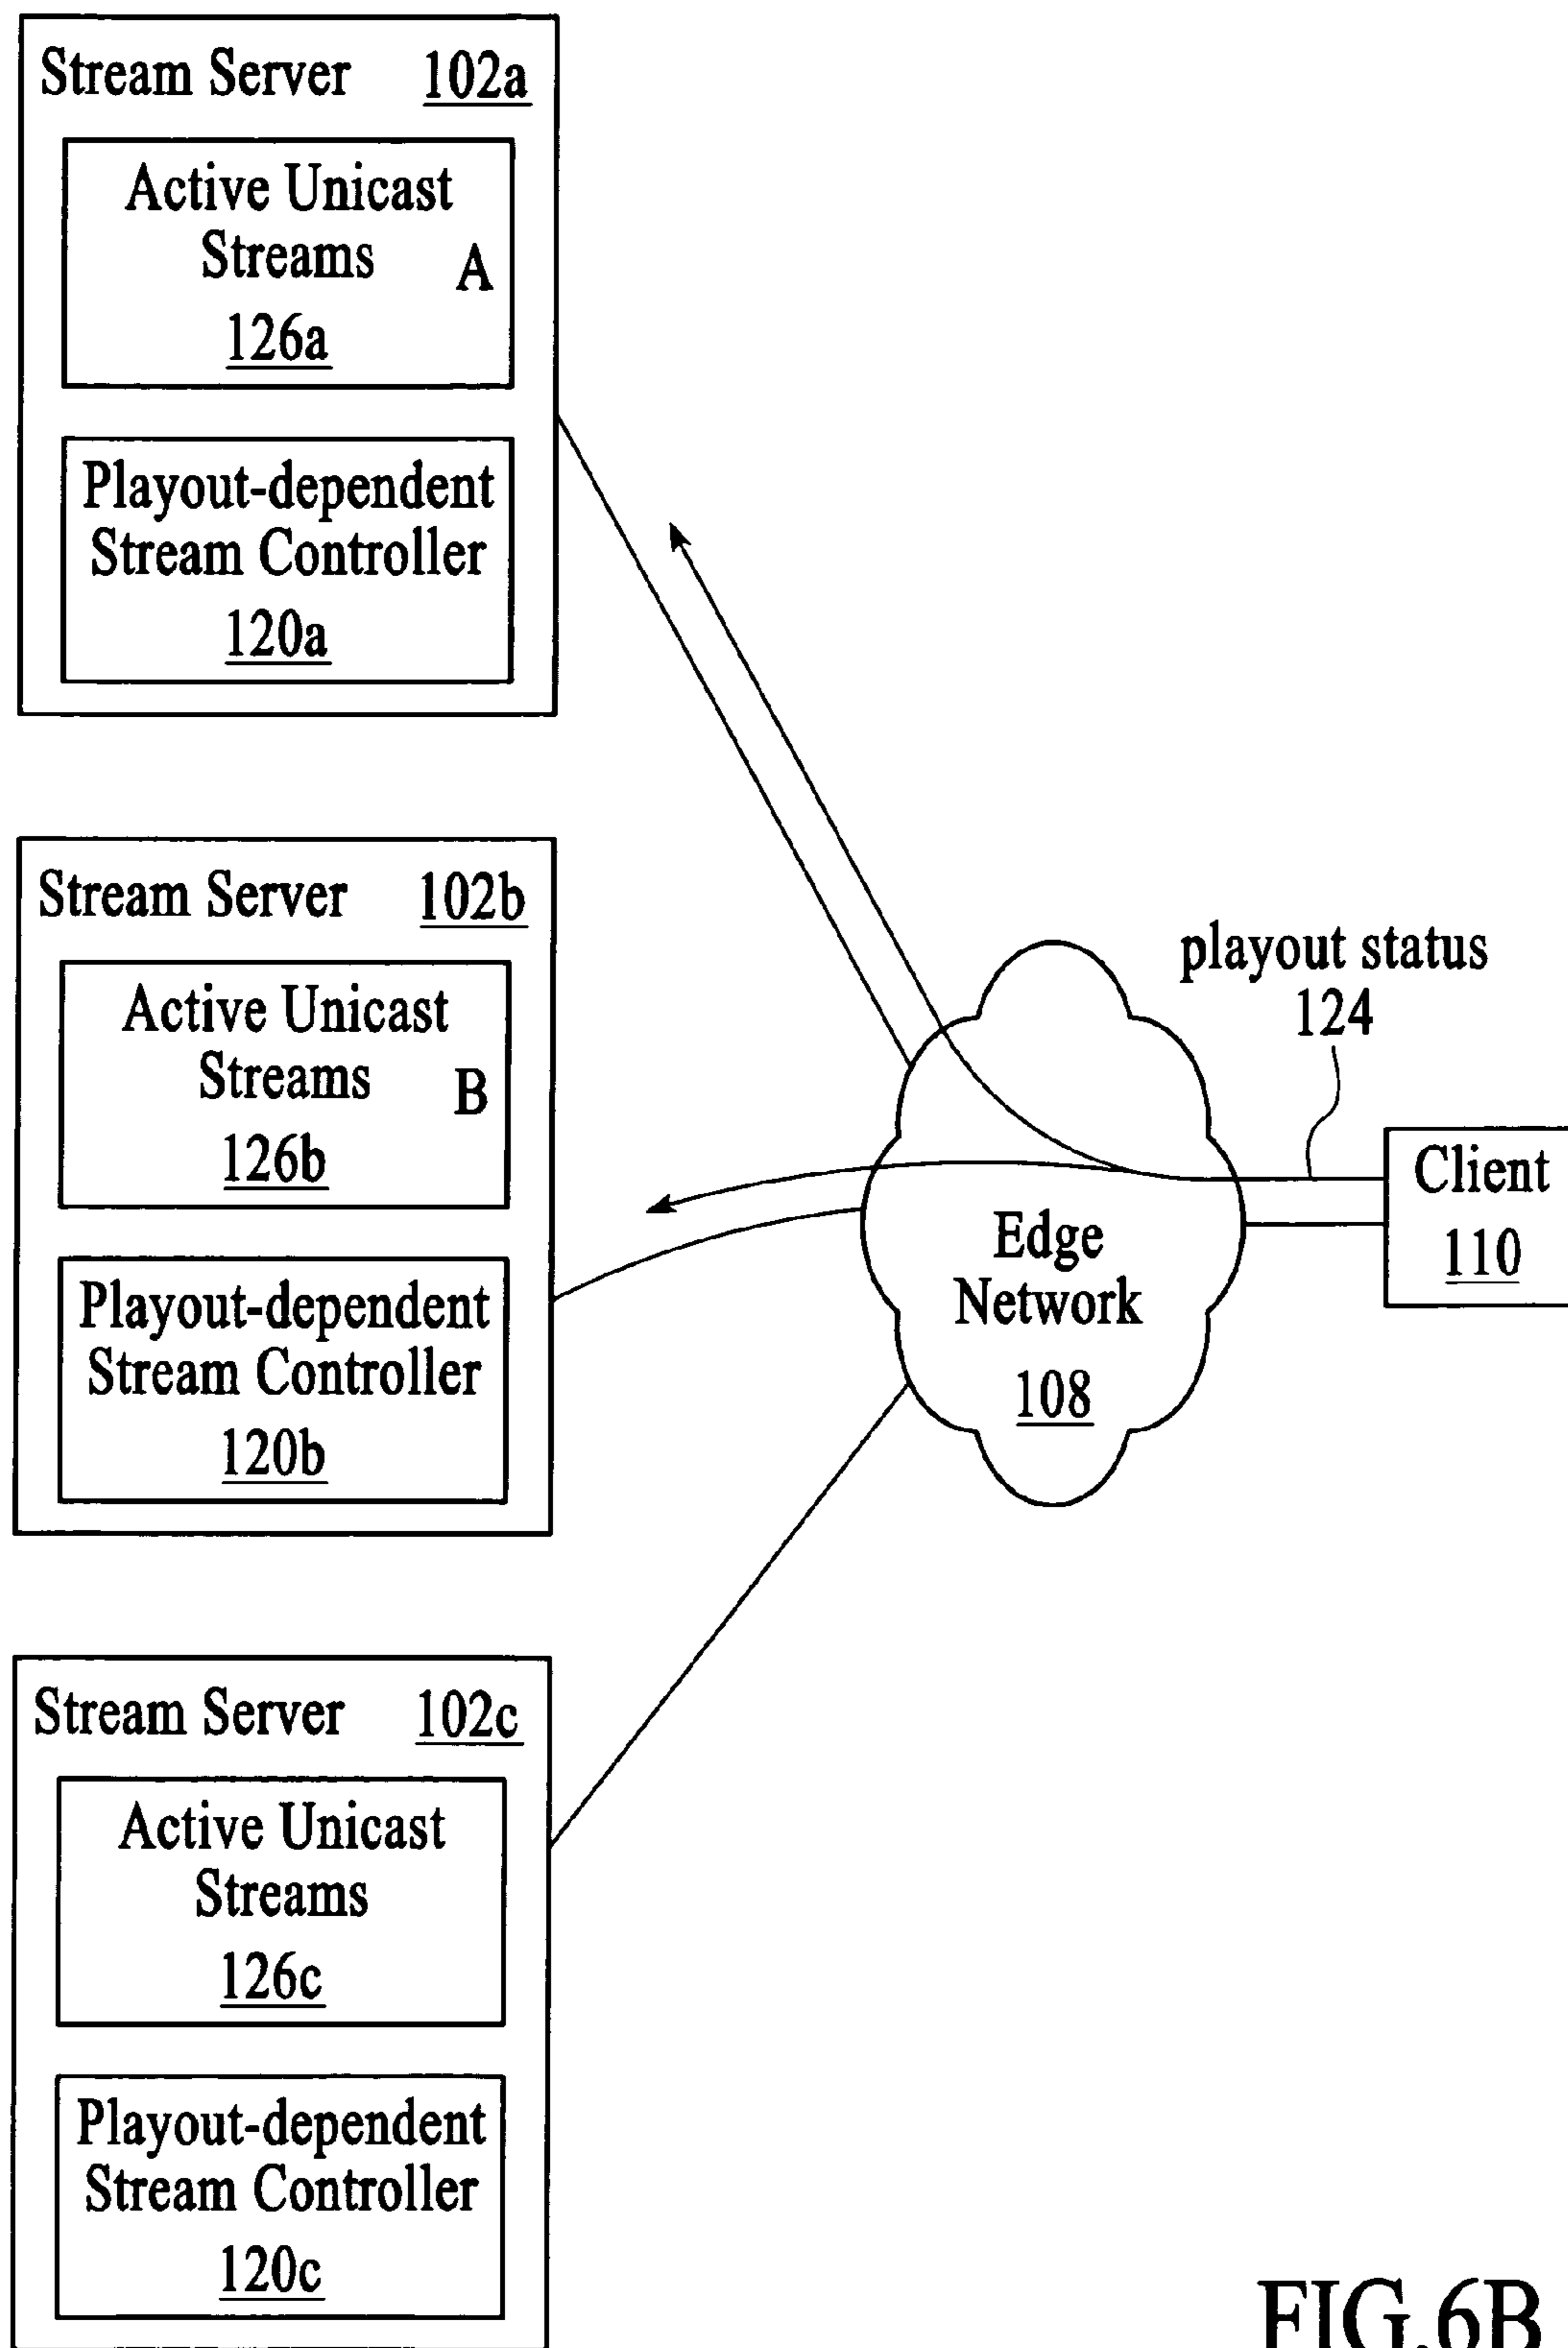 Stream Server 102a
Active Unicast
Streams A
126a
Playout-dependent
Stream Controller
120a
Stream Server 102b
Active Unicast
Streams B
126b
Playout-dependent
Stream Controller
120b
playout status
124
Client
110
Edge
Network
108
Stream Server 102c
Active Unicast
Streams
126c
Playout-dependent
Stream Controller
120c
FIG.6B